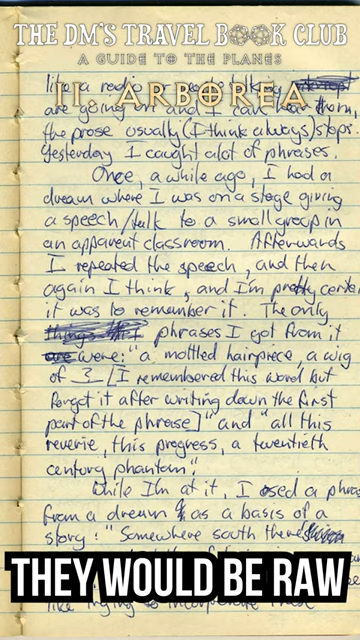 THE DM'S TRAVEL BOOK CLUB
A GUIDE TO THE PLANES
II. ARBOREA
like a
are going on and I can hear them,
the prose usually (I think always) stops.
Yesterday I caught alot of phrases.
Once, a while ago, I had a
dream where I was on a stage giving
a speech/talk to a small group in
an apparent classroom. Afterwards
I repeated the speech, and then
again I think, and I'm pretty
it was to remember it. The only
phrases I got from it
were: "a mottled hairpiece, a wig
of ? [I remembered this word but
forgot it after writing down the first
part of the phrase]" and "all this
reverie, this progress, a twentieth
century phantom."
While I'm at it, I used a phrase
from a dream as a basis of a
story: "Somewhere south
THEY WOULD BE RAW
like trying to incorporate